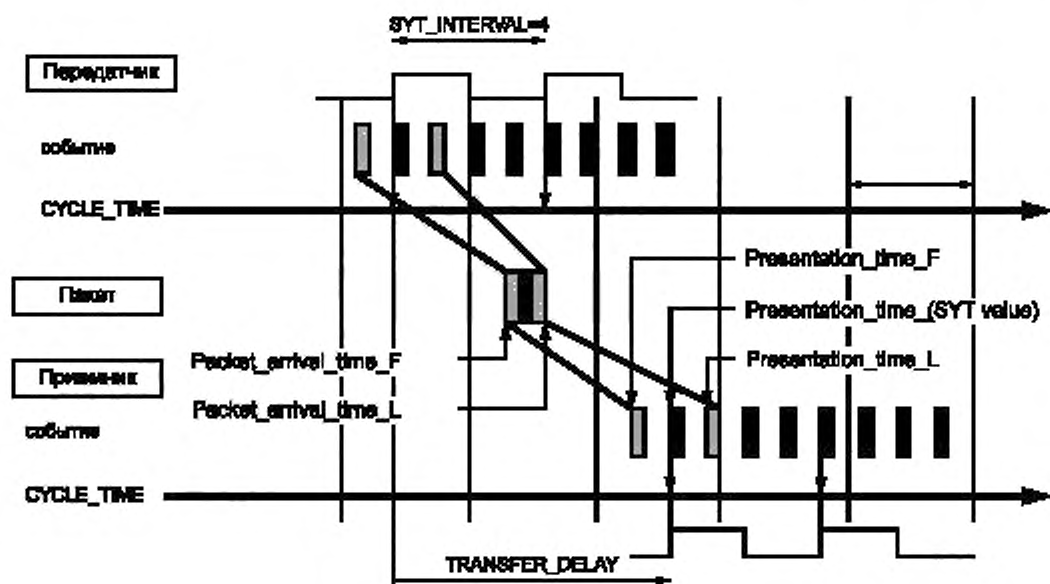 SYT_INTERVAL=4
Передатчик
событие
CYCLE_TIME
Presentation_time_F
Пакет
Presentation_time_(SYT value)
Packet_arrival_time_F
Presentation_time_L
Приемник
Packet_arrival_time_L
событие
CYCLE_TIME
TRANSFER_DELAY